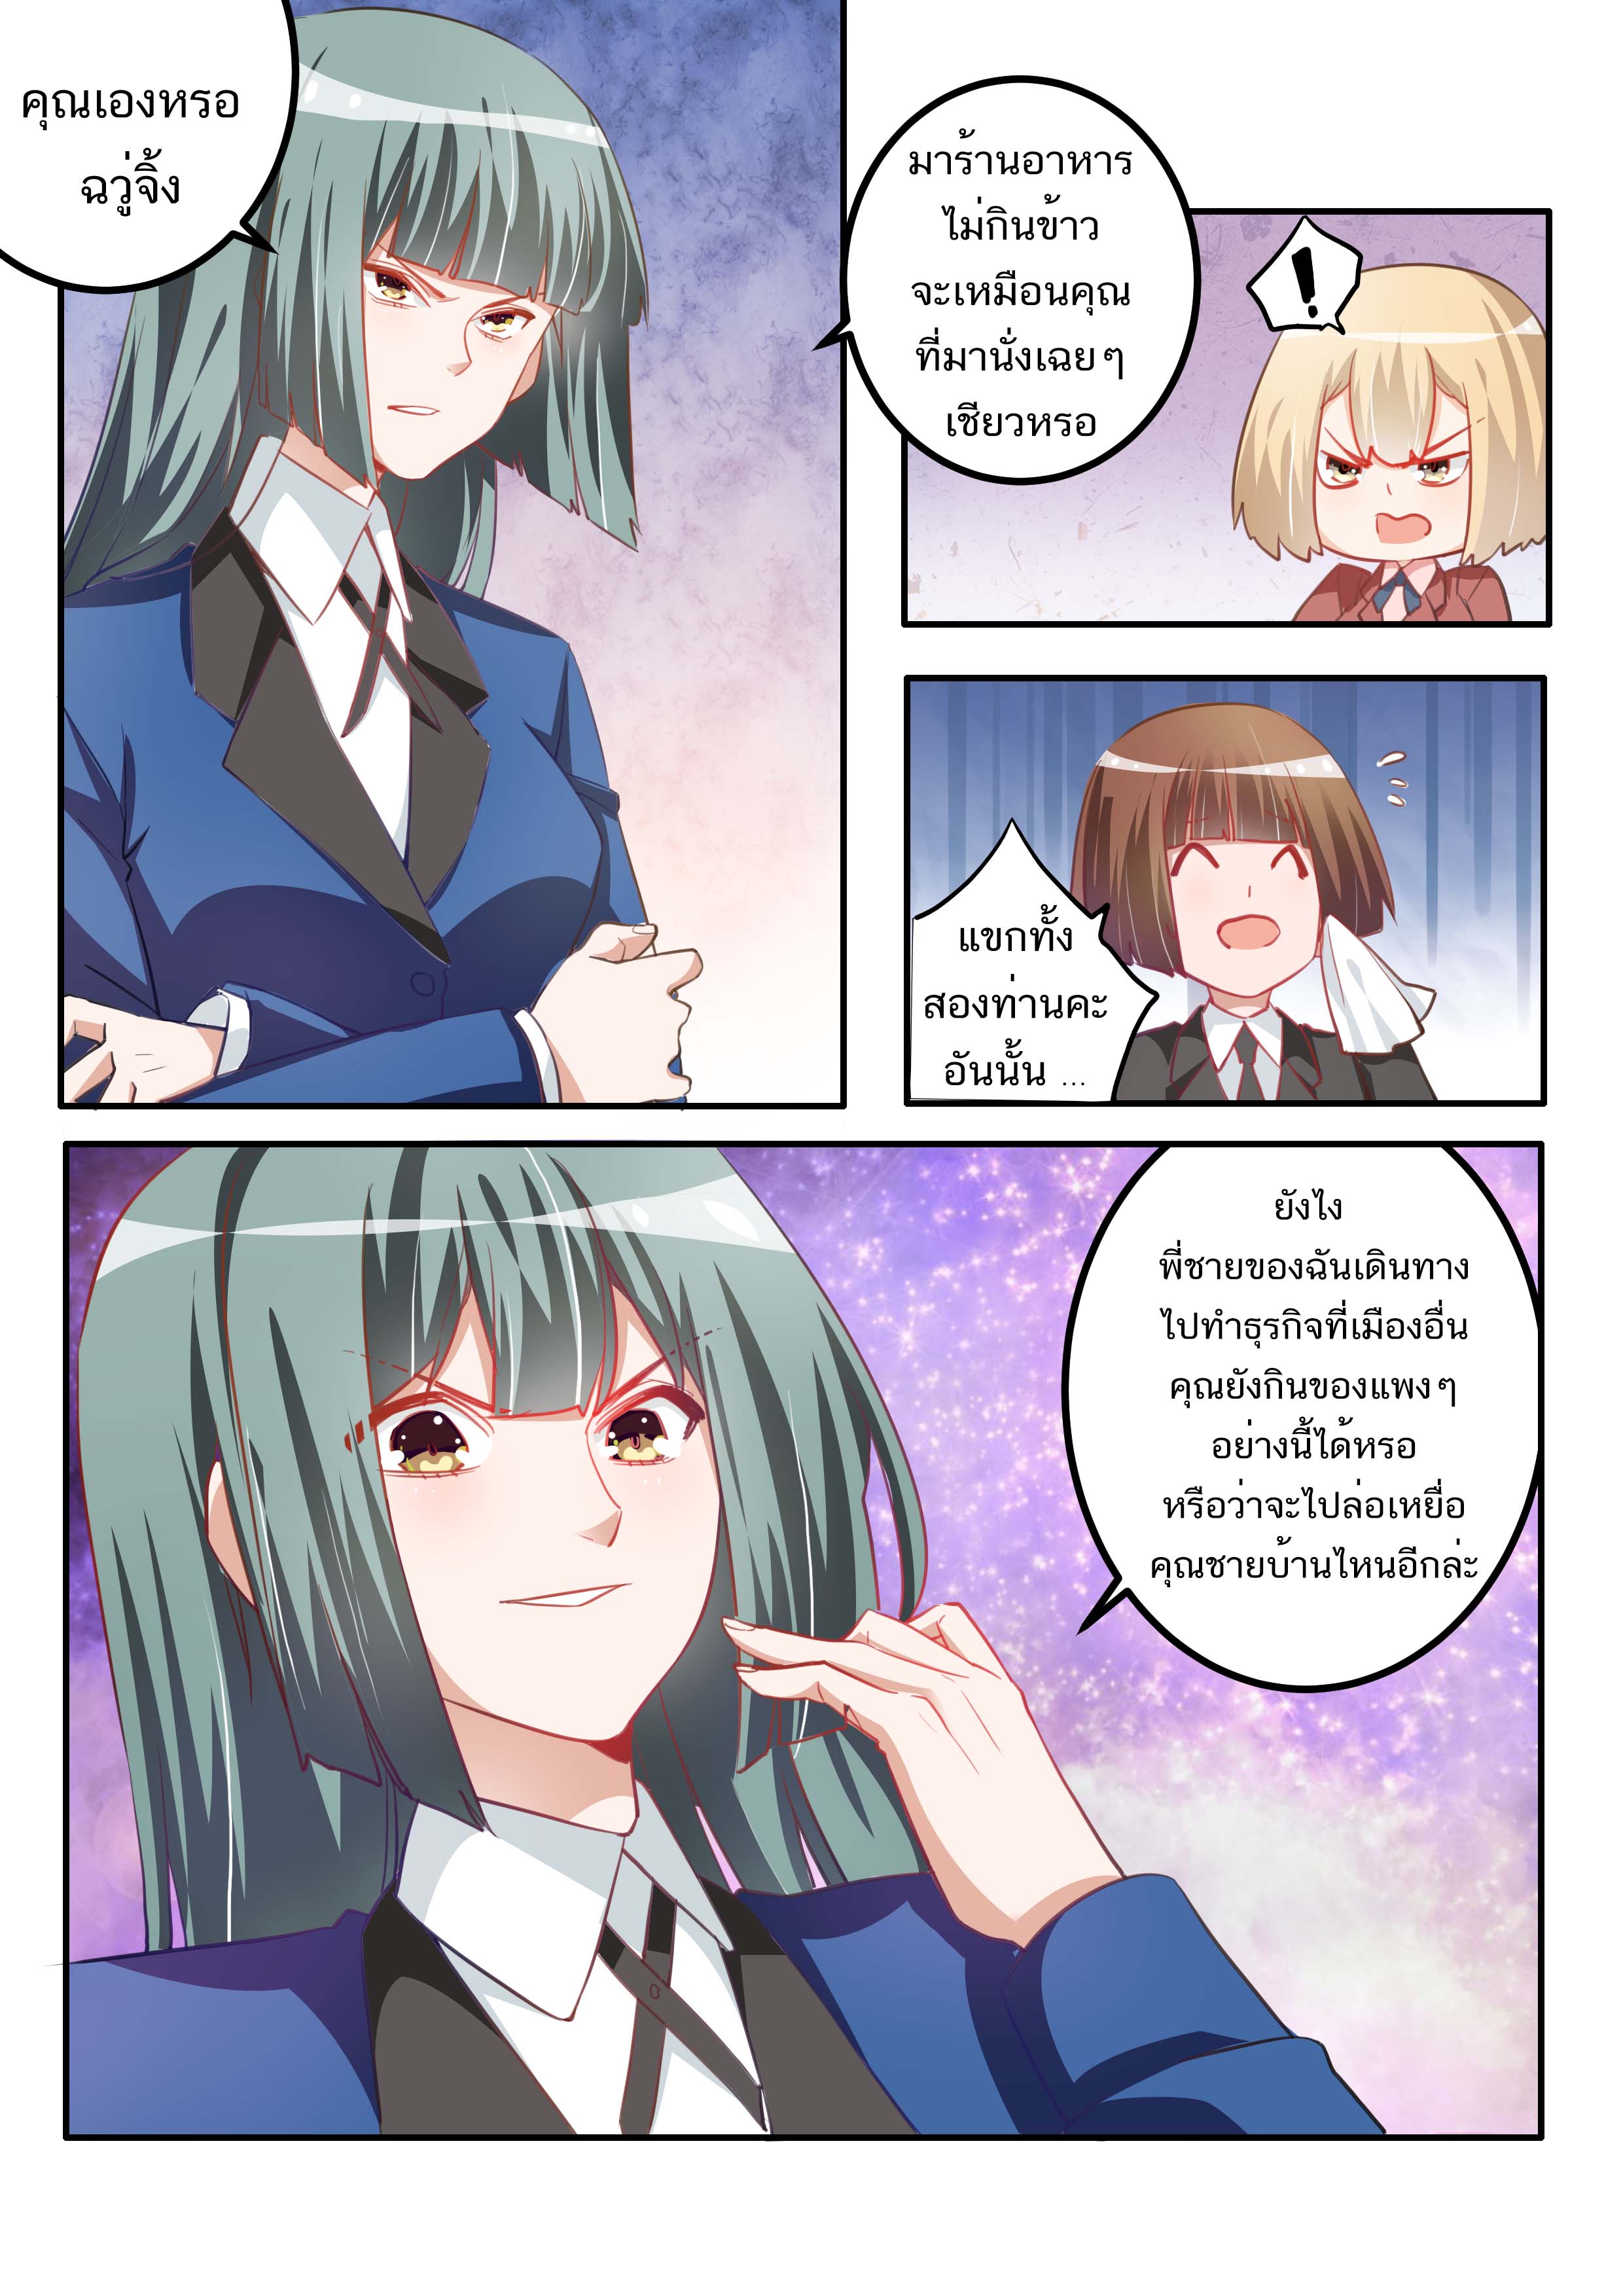 คุณเองหรอ
ฉวู่จิ้ง
มาร้านอาหาร
ไม่กินข้าว
จะเหมือนคุณ
ที่มานั่งเฉยๆ
เชียวหรอ
!
แขกทั้ง
สองท่านคะ
อันนั้น ...
ยังไง
พี่ชายของฉันเดินทาง
ไปทำธุรกิจที่เมืองอื่น
คุณยังกินของแพงๆ
อย่างนี้ได้หรอ
หรือว่าจะไปล่อเหยื่อ
คุณชายบ้านไหนอีกล่ะ